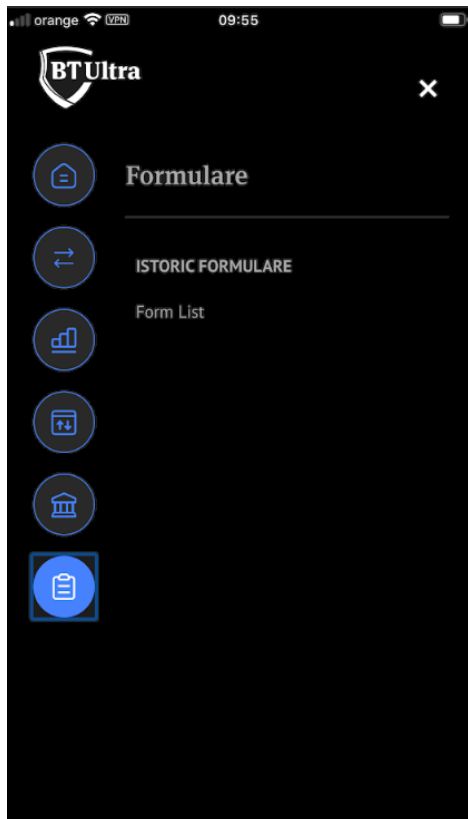 orange VPN 09:55
BT Ultra
Formulare
ISTORIC FORMULARE
Form List